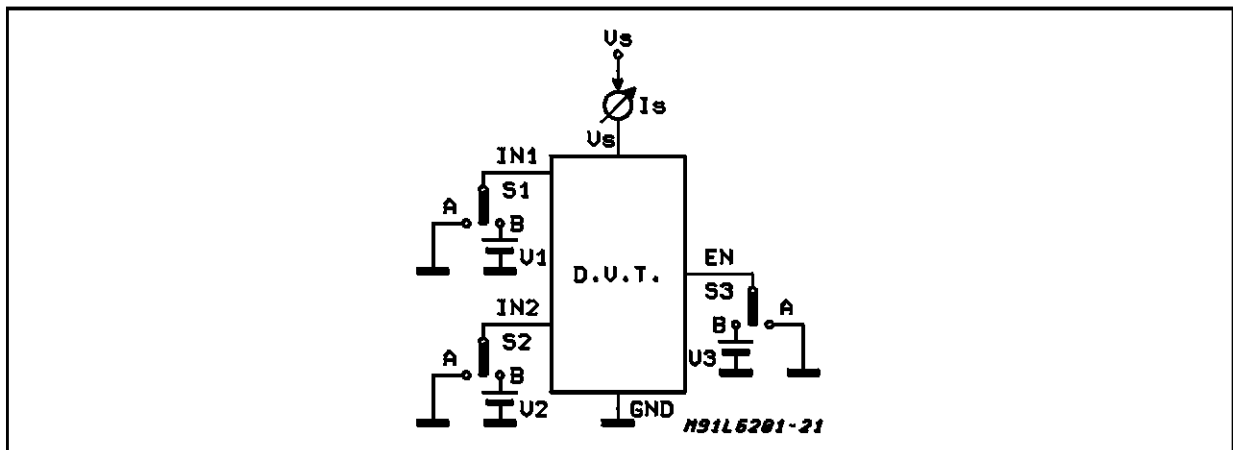 Vs
Is
Vs
IN1
S1
A
B
V1
D.U.T.
EN
S3
A
B
V3
IN2
S2
A
B
V2
GND
M91L6201-21